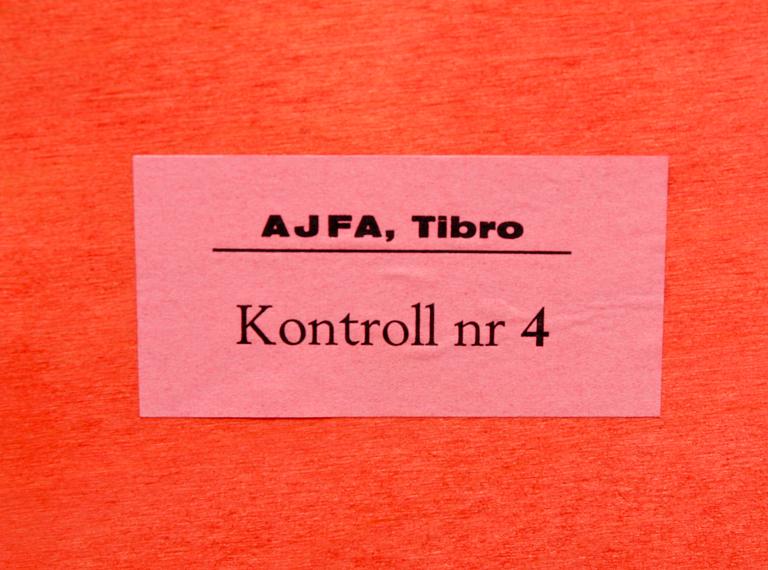 AJFA, Tibro
Kontroll nr 4